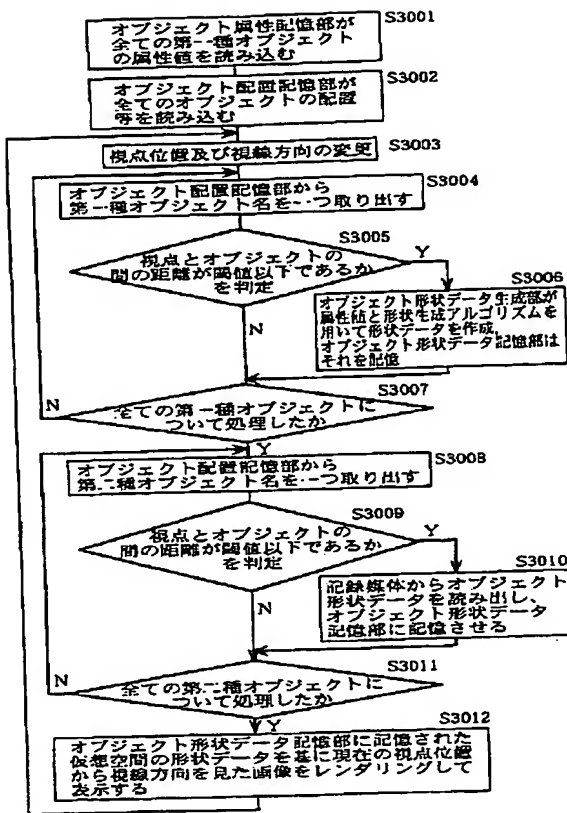 S3001
オブジェクト属性記憶部が
全ての第一種オブジェクト
の属性値を読み込む
S3002
オブジェクト配置記憶部が
全てのオブジェクトの配置
等を読み込む
S3003
視点位置及び視線方向の変更
S3004
オブジェクト配置記憶部から
第一種オブジェクト名を一つ取り出す
S3005
視点とオブジェクトの
間の距離が閾値以下であるか
を判定
Y
N
S3006
オブジェクト形状データ生成部が
属性値と形状生成アルゴリズムを
用いて形状データを作成,
オブジェクト形状データ記憶部は
それを記憶
S3007
全ての第一種オブジェクトに
ついて処理したか
N
Y
S3008
オブジェクト配置記憶部から
第二種オブジェクト名を一つ取り出す
S3009
視点とオブジェクトの
間の距離が閾値以下であるか
を判定
Y
N
S3010
記録媒体からオブジェクト
形状データを読み出し、
オブジェクト形状データ
記憶部に記憶させる
S3011
全ての第二種オブジェクトに
ついて処理したか
N
Y
S3012
オブジェクト形状データ記憶部に記憶された
仮想空間の形状データを基に現在の視点位置
から視線方向を見た画像をレンダリングして
表示する